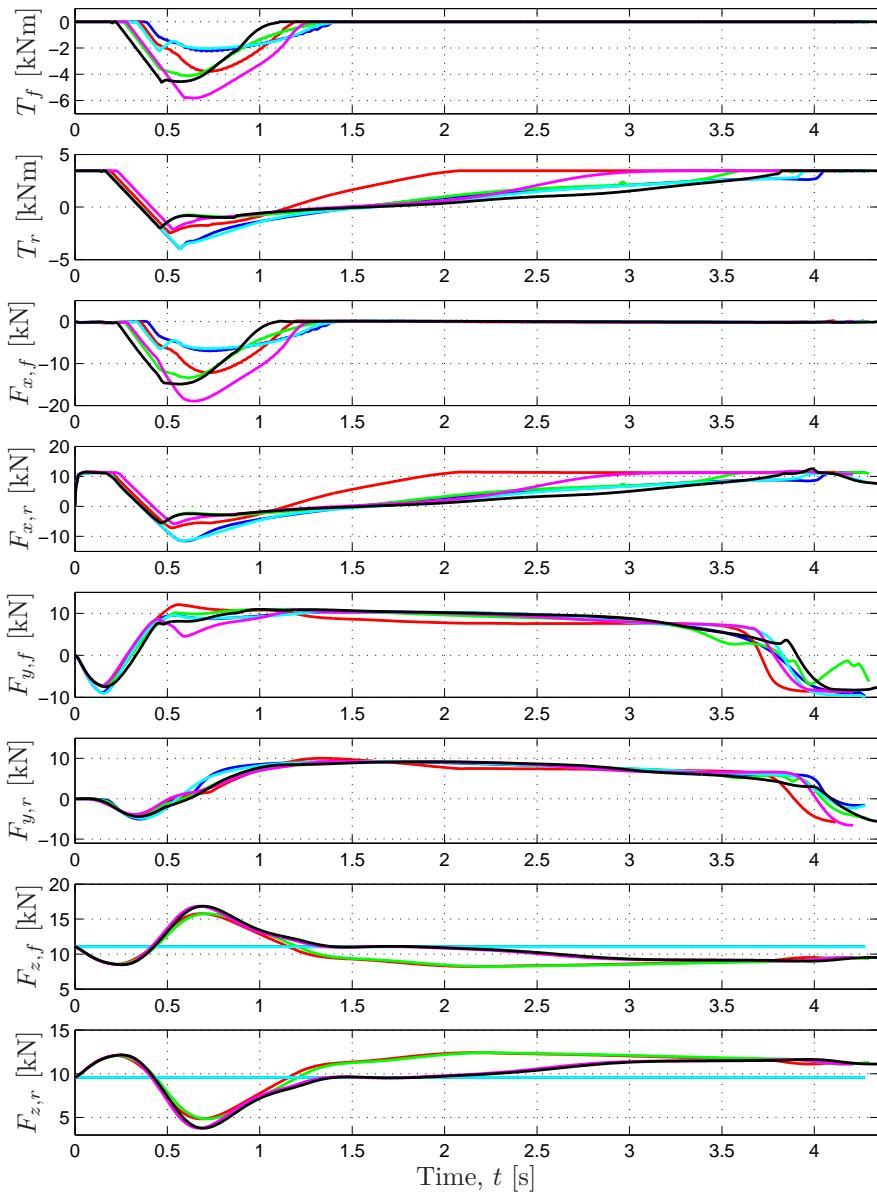 0
−2
−4
−6
T_f [kNm]
0 0.5 1 1.5 2 2.5 3 3.5 4
5
0
−5
T_r [kNm]
0 0.5 1 1.5 2 2.5 3 3.5 4
0
−10
−20
F_{x,f} [kN]
0 0.5 1 1.5 2 2.5 3 3.5 4
20
10
0
−10
F_{x,r} [kN]
0 0.5 1 1.5 2 2.5 3 3.5 4
10
0
−10
F_{y,f} [kN]
0 0.5 1 1.5 2 2.5 3 3.5 4
10
0
−10
F_{y,r} [kN]
0 0.5 1 1.5 2 2.5 3 3.5 4
20
15
10
5
F_{z,f} [kN]
0 0.5 1 1.5 2 2.5 3 3.5 4
15
10
5
F_{z,r} [kN]
0 0.5 1 1.5 2 2.5 3 3.5 4
Time, t [s]